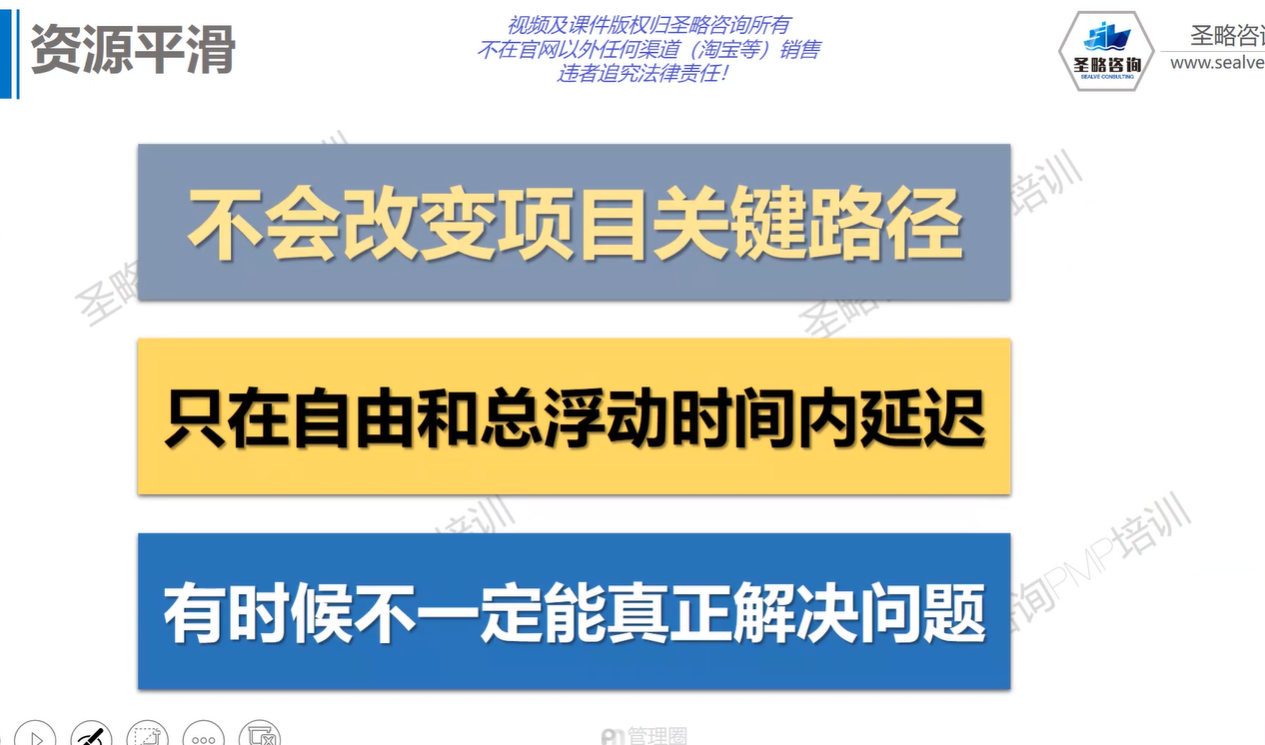 资源平滑
视频及课件版权归圣略咨询所有
不在官网以外任何渠道（淘宝等）销售
违者追究法律责任！
圣略咨询
SEALVE CONSULTING
圣略咨
www.sealve
不会改变项目关键路径
培训
圣略
圣略
只在自由和总浮动时间内延迟
培训
有时候不一定能真正解决问题
咨询PMP培训
管理圈